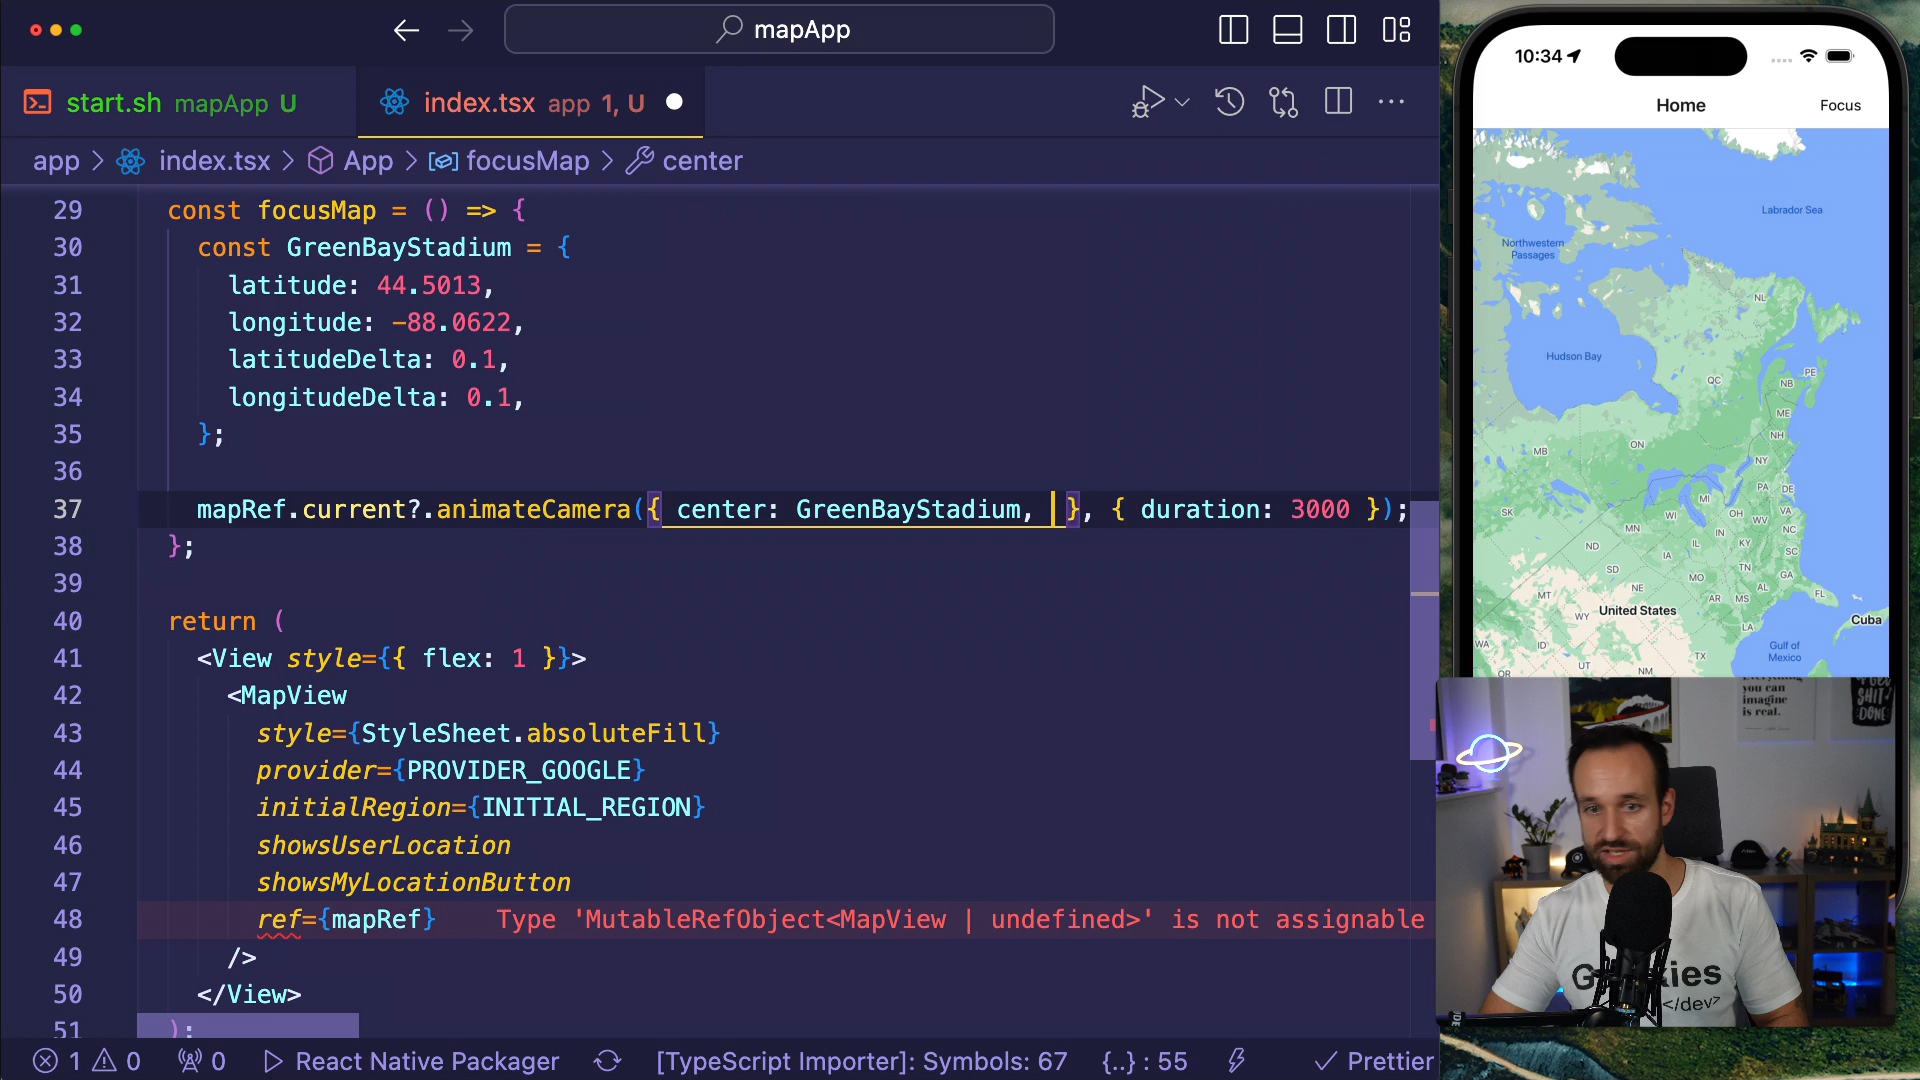 mapApp
start.sh mapApp U
index.tsx app 1, U
app > index.tsx > App > focusMap > center
29 const focusMap = () => {
30 const GreenBayStadium = {
31 latitude: 44.5013,
32 longitude: -88.0622,
33 latitudeDelta: 0.1,
34 longitudeDelta: 0.1,
35 };
36
37 mapRef.current?.animateCamera({ center: GreenBayStadium, }, { duration: 3000 });
38 };
39
40 return (
41 <View style={{ flex: 1 }}>
42 <MapView
43 style={StyleSheet.absoluteFill}
44 provider={PROVIDER_GOOGLE}
45 initialRegion={INITIAL_REGION}
46 showsUserLocation
47 showsMyLocationButton
48 ref={mapRef} Type 'MutableRefObject<MapView | undefined>' is not assignable
49 />
50 </View>
51 );
1 0 0 React Native Packager [TypeScript Importer]: Symbols: 67 {..} : 55 Prettier
10:34
Home Focus
Labrador Sea
Northwestern
Passages
NL
Hudson Bay
PE
QC
NB
ME
NH
ON
MB
NY
PA DE
MI
SK
OH WV
WI
MN
NC
IN
KY
ND
IL
SC
IA
TN
SD
GA
MO
AL
NE
MT
AR MS
FL
WY
United States
Cuba
LA
WA
ID
Gulf of
Mexico
TX
UT
NM
OR
you can
imagine
is real.
SHIT
DONE
</dev>